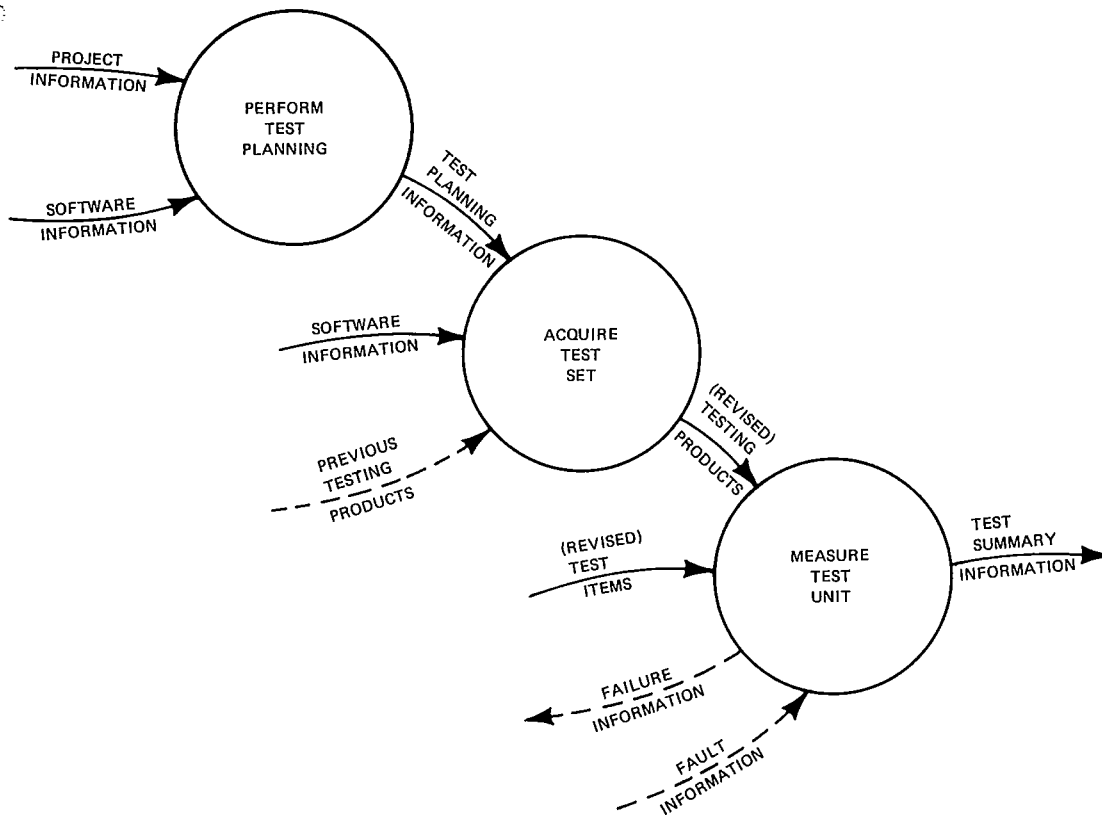 PROJECT
INFORMATION
PERFORM
TEST
PLANNING
SOFTWARE
INFORMATION
TEST
PLANNING
INFORMATION
SOFTWARE
INFORMATION
ACQUIRE
TEST
SET
PREVIOUS
TESTING
PRODUCTS
(REVISED)
TESTING
PRODUCTS
(REVISED)
TEST
ITEMS
MEASURE
TEST
UNIT
TEST
SUMMARY
INFORMATION
FAILURE
INFORMATION
FAULT
INFORMATION